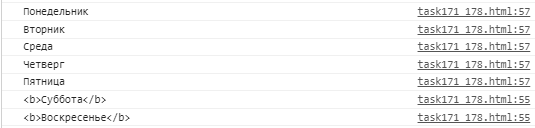 Понедельник task171_178.html:57
Вторник task171_178.html:57
Среда task171_178.html:57
Четверг task171_178.html:57
Пятница task171_178.html:57
<b>Суббота</b> task171_178.html:55
<b>Воскресенье</b> task171_178.html:55